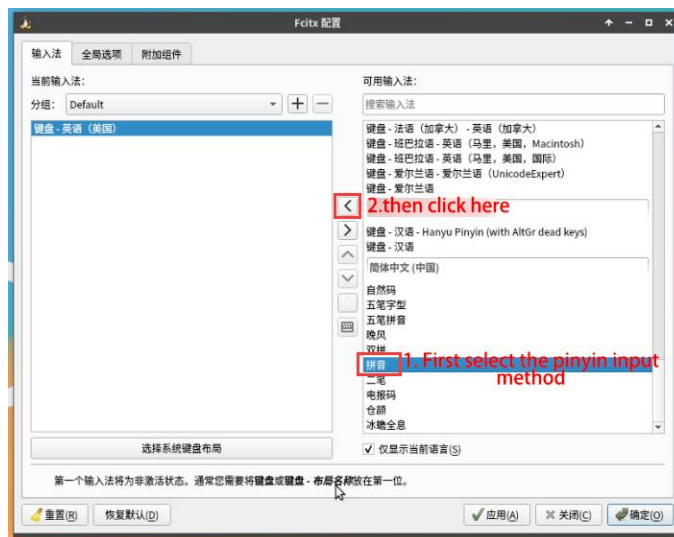 Fcitx 配置
输入法 全局选项 附加组件
当前输入法: 可用输入法:
分组: Default 搜索输入法
键盘 - 英语（美国）
键盘 - 法语（加拿大） - 英语（加拿大）
键盘 - 班巴拉语 - 英语（马里，美国，Macintosh）
键盘 - 班巴拉语 - 英语（马里，美国，国际）
键盘 - 爱尔兰语 - 爱尔兰语（UnicodeExpert）
键盘 - 爱尔兰语
2.then click here
键盘 - 汉语 - Hanyu Pinyin (with AltGr dead keys)
键盘 - 汉语
简体中文 (中国)
自然码
五笔字型
五笔拼音
晚风
双拼
拼音 1. First select the pinyin input
method
二笔
电报码
仓颉
冰蟾全息
选择系统键盘布局 仅显示当前语言(S)
第一个输入法将为非激活状态。通常您需要将键盘或键盘 - 布局名称放在第一位。
重置(R) 恢复默认(D) 应用(A) 关闭(C) 确定(O)